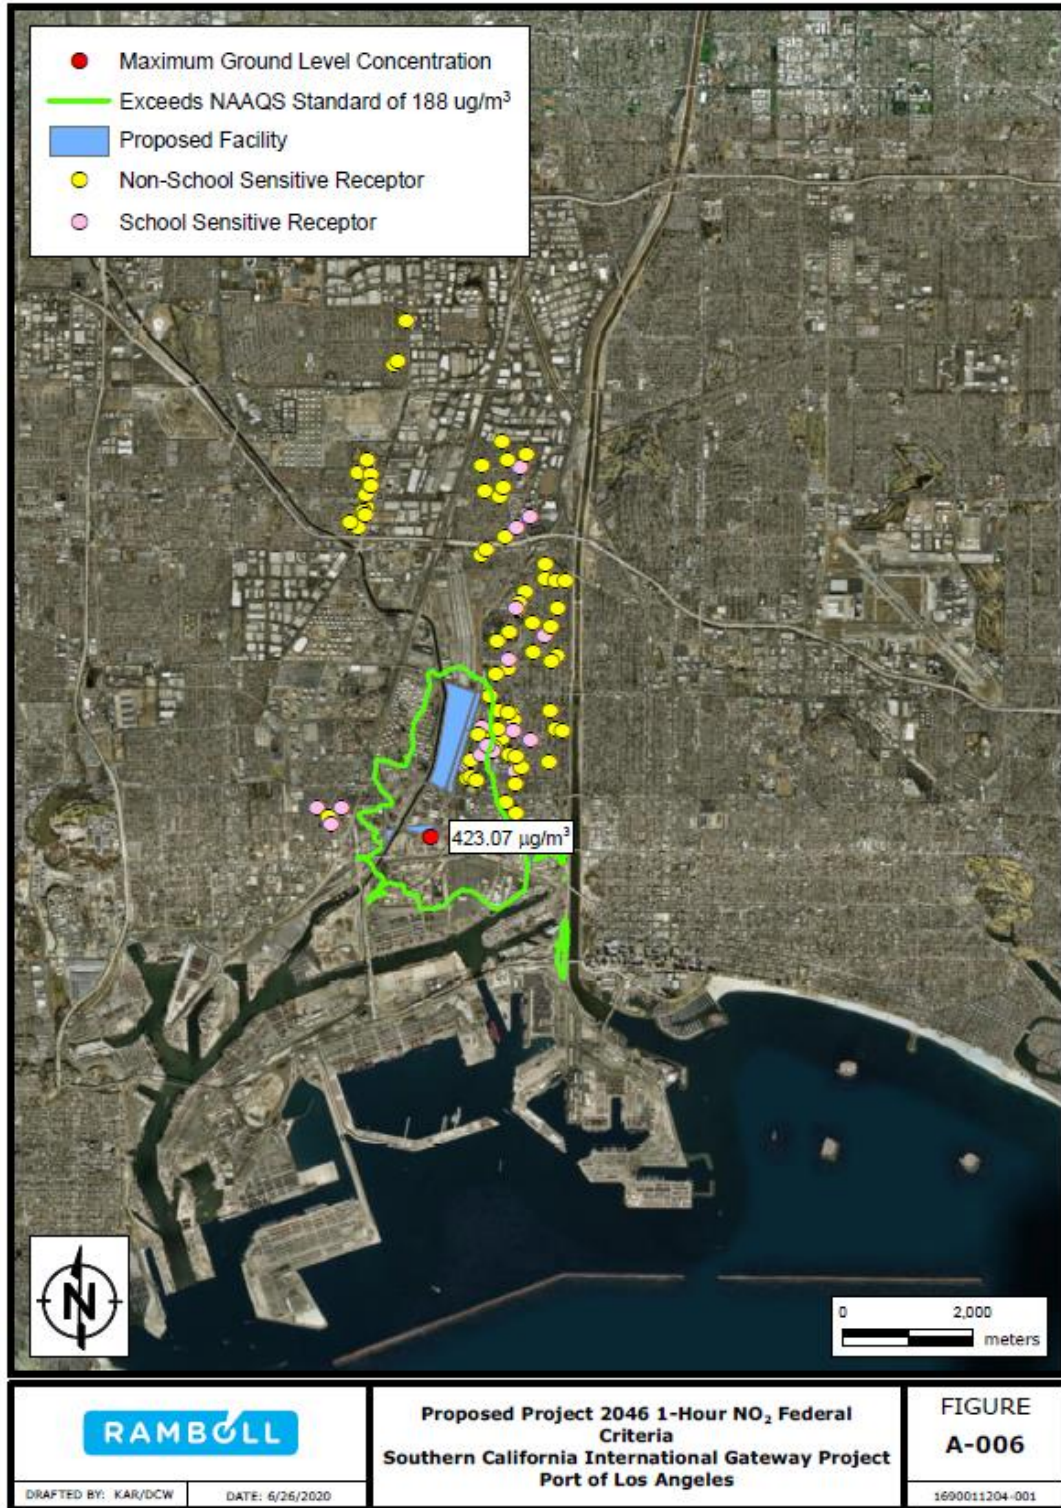 Maximum Ground Level Concentration
Exceeds NAAQS Standard of 188 ug/m³
Proposed Facility
Non-School Sensitive Receptor
School Sensitive Receptor
423.07 µg/m³
N
0 2,000
meters
RAMBOLL
DRAFTED BY: KAR/DCW
DATE: 6/26/2020
Proposed Project 2046 1-Hour NO₂ Federal
Criteria
Southern California International Gateway Project
Port of Los Angeles
FIGURE
A-006
1690011204-001